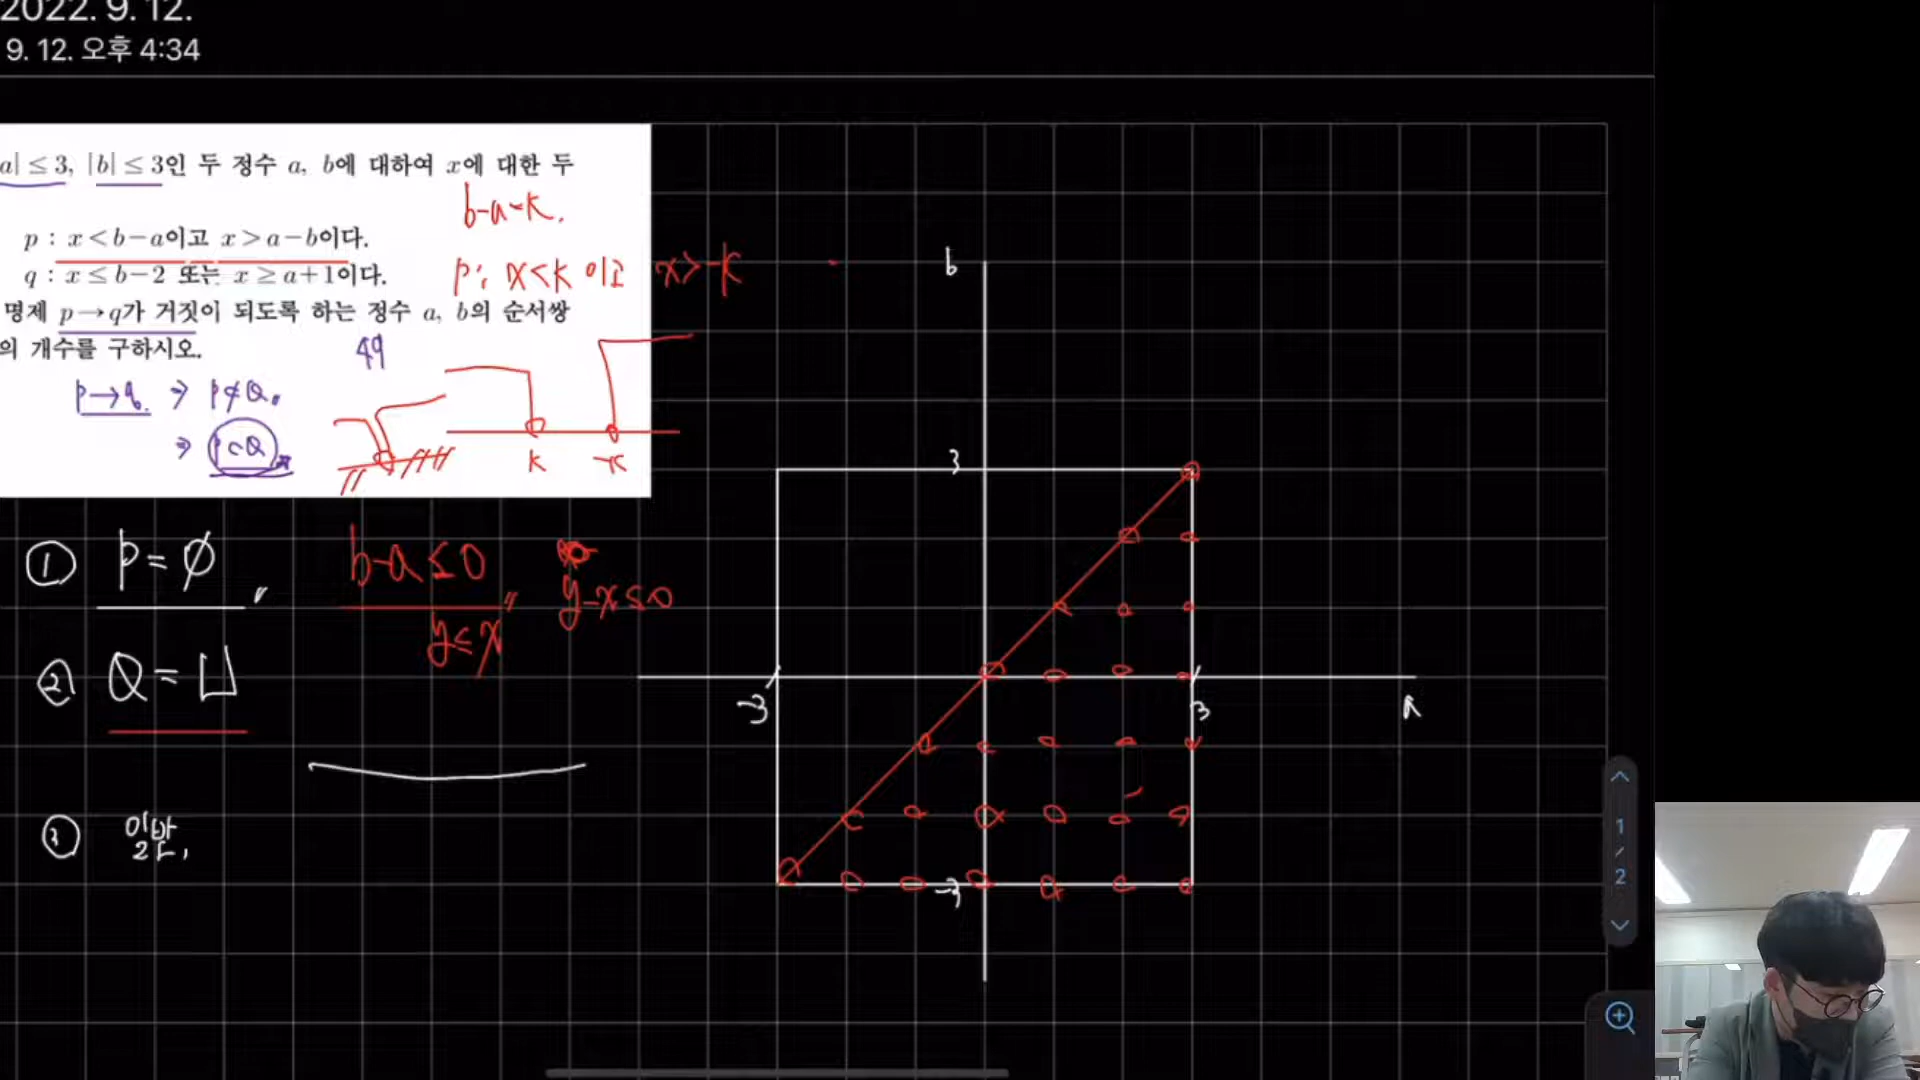 2022. 9. 12.
9. 12. 오후 4:34
a| ≤ 3, |b| ≤ 3인 두 정수 a, b에 대하여 x에 대한 두
b-a=K.
p : x < b-a이고 x > a-b이다.
q : x ≤ b-2 또는 x ≥ a+1이다.
p: x<K 이고 x>-K
명제 p→q가 거짓이 되도록 하는 정수 a, b의 순서쌍
의 개수를 구하시오.
49
p→q. ⇒ P⊄Q.
⇒ P⊂Q
K -K
① P=∅
b-a≤0
y-x≤0
y≤x
② Q=U
③ 일반,
b
3
-3 3 a
-3
1
/
2